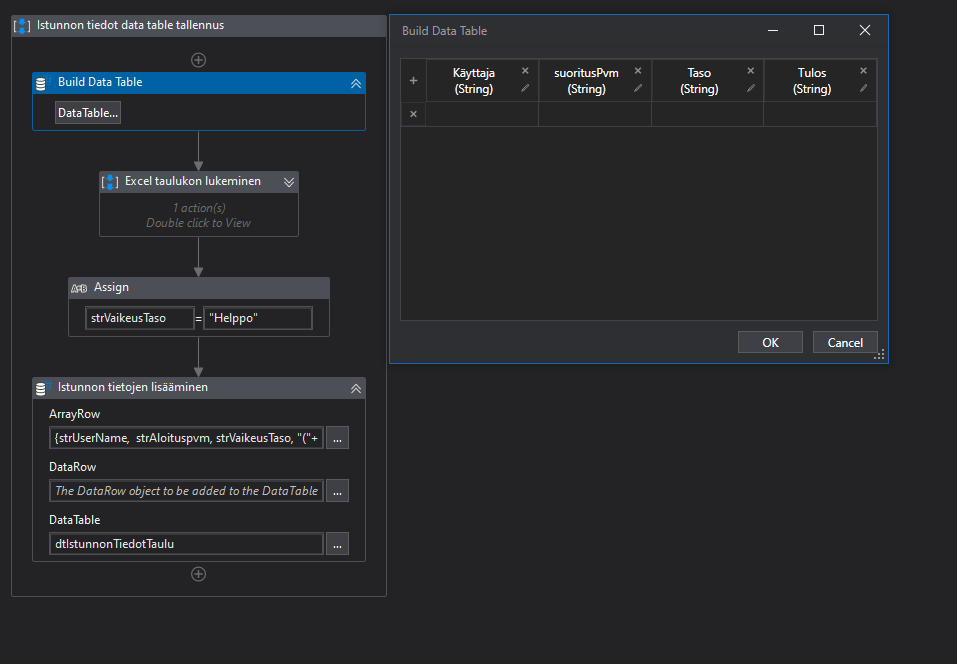 Istunnon tiedot data table tallennus
Build Data Table
DataTable...
Excel taulukon lukeminen
1 action(s)
Double click to View
Assign
A=B
strVaikeusTaso = "Helppo"
Istunnon tietojen lisääminen
ArrayRow
{strUserName, strAloituspvm, strVaikeusTaso, "("+ ...
DataRow
The DataRow object to be added to the DataTable ...
DataTable
dtIstunnonTiedotTaulu ...
Build Data Table
Käyttaja
(String)
suoritusPvm
(String)
Taso
(String)
Tulos
(String)
OK
Cancel